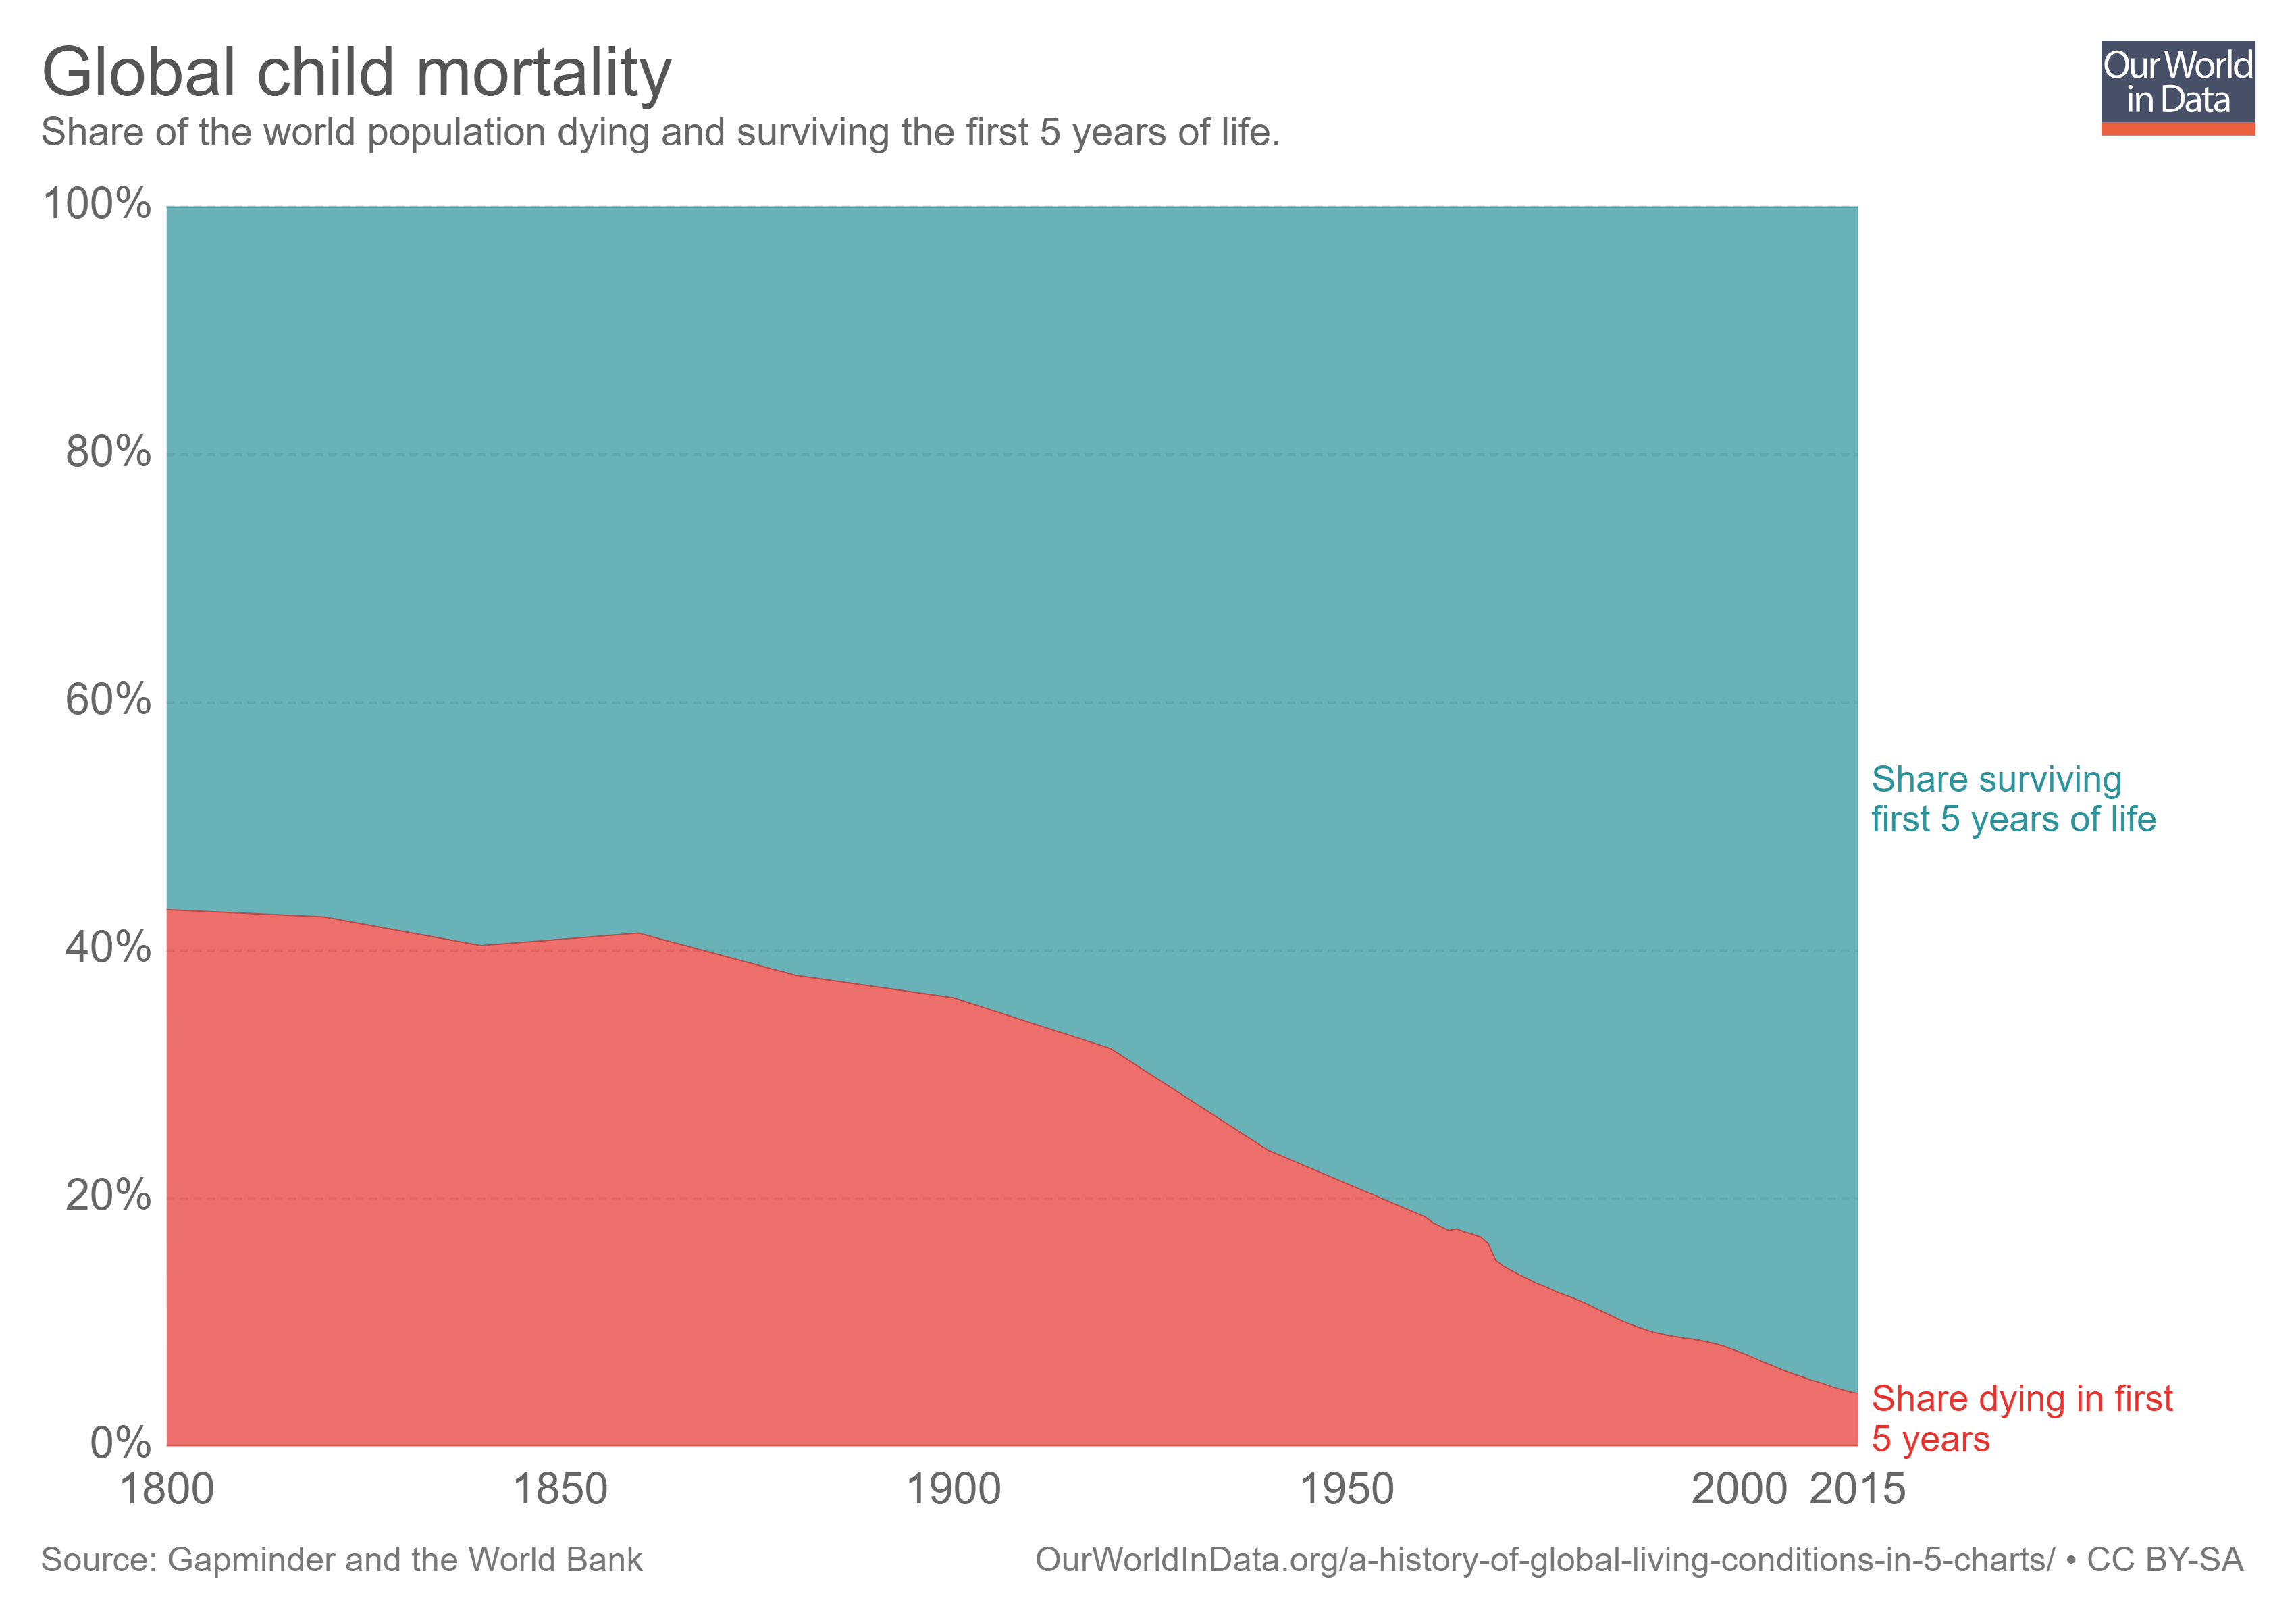 Global child mortality
Share of the world population dying and surviving the first 5 years of life.
Our World
in Data
100%
80%
60%
40%
20%
0%
Share surviving
first 5 years of life
Share dying in first
5 years
1800 1850 1900 1950 2000 2015
Source: Gapminder and the World Bank
OurWorldInData.org/a-history-of-global-living-conditions-in-5-charts/ • CC BY-SA